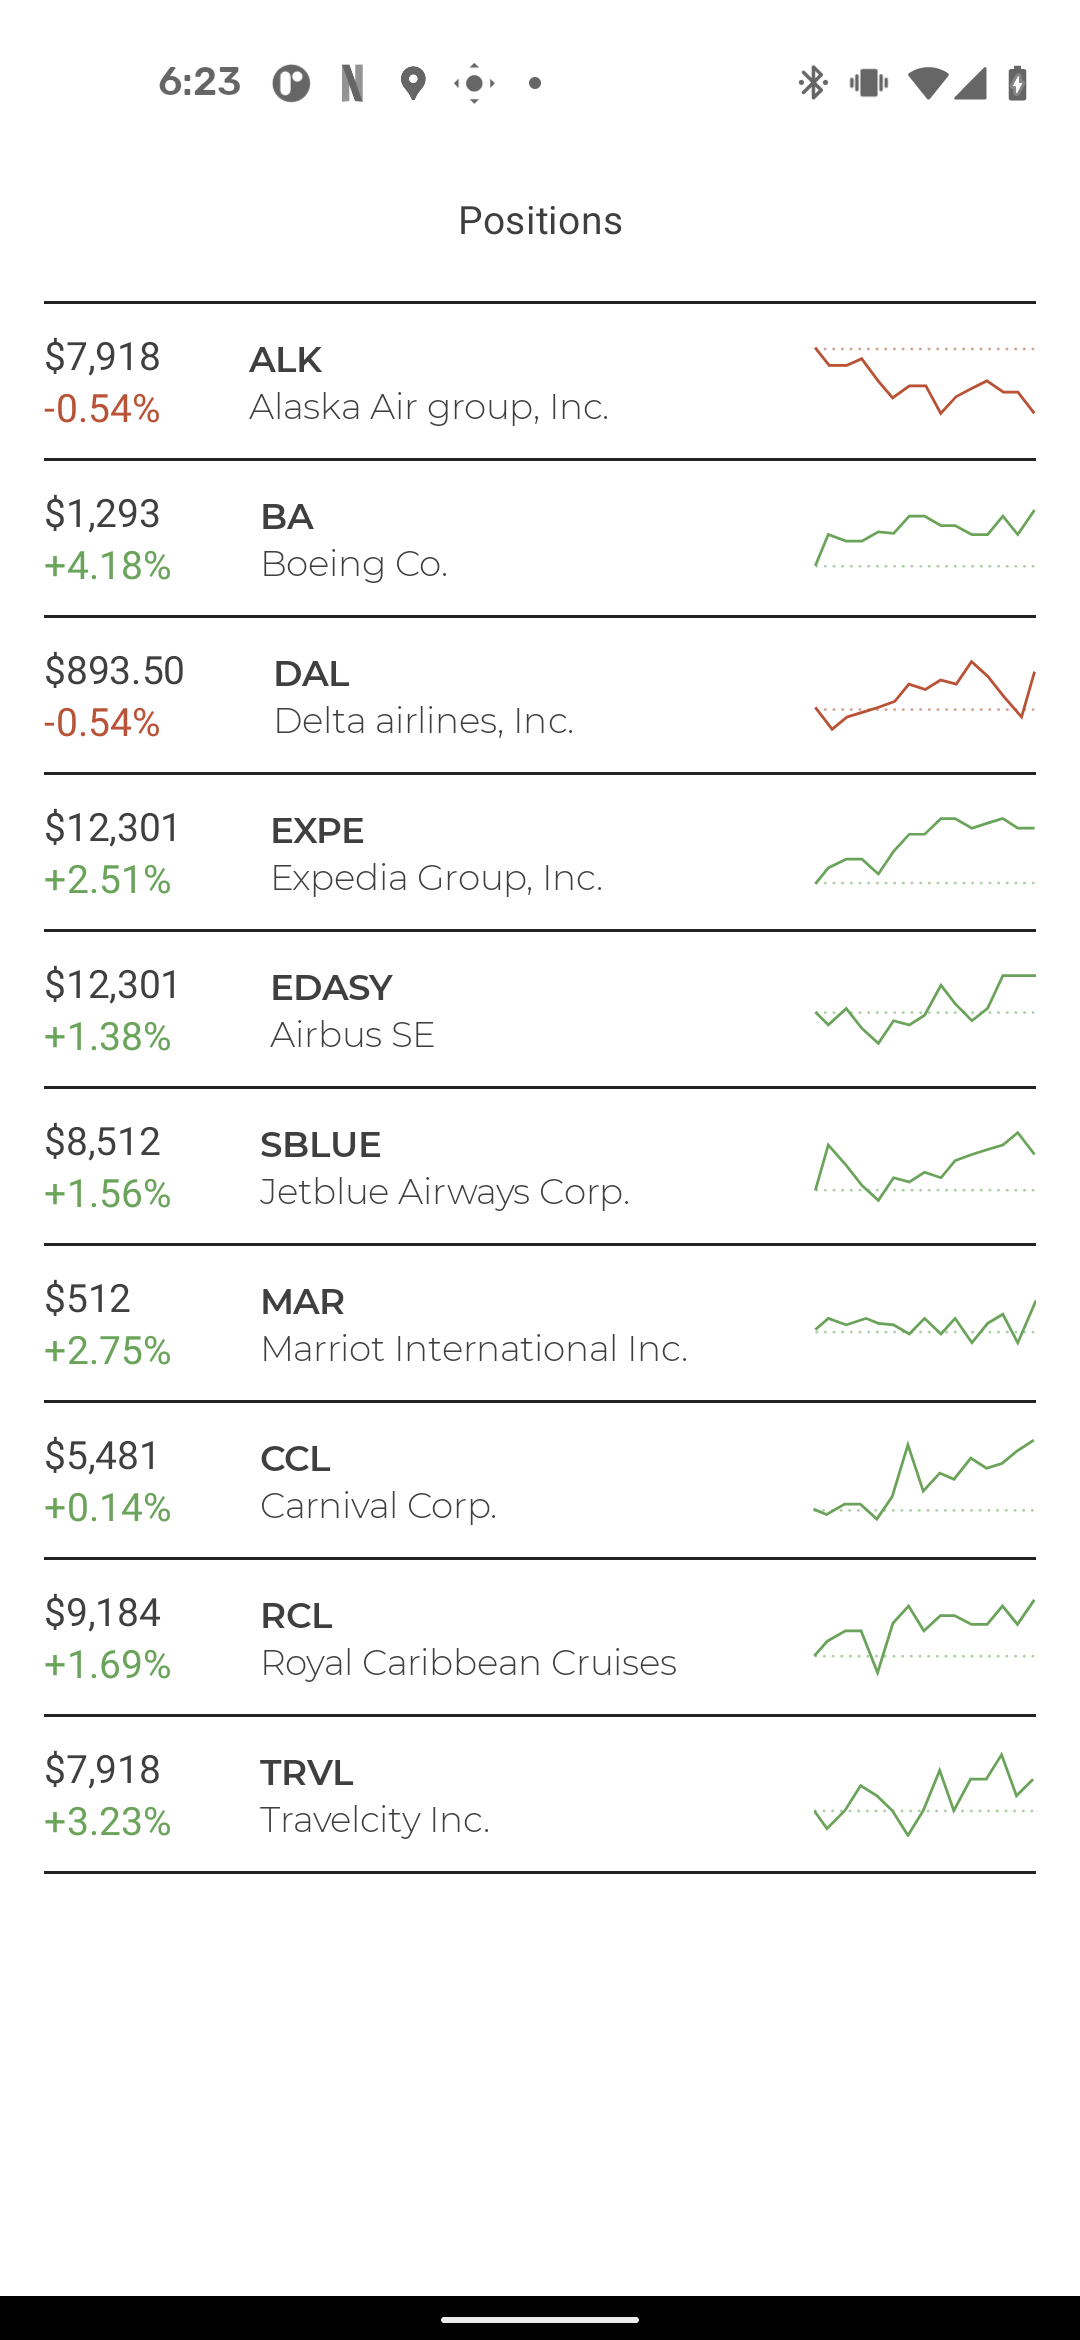 6:23
Positions
$7,918
-0.54%
ALK
Alaska Air group, Inc.
$1,293
+4.18%
BA
Boeing Co.
$893.50
-0.54%
DAL
Delta airlines, Inc.
$12,301
+2.51%
EXPE
Expedia Group, Inc.
$12,301
+1.38%
EDASY
Airbus SE
$8,512
+1.56%
SBLUE
Jetblue Airways Corp.
$512
+2.75%
MAR
Marriot International Inc.
$5,481
+0.14%
CCL
Carnival Corp.
$9,184
+1.69%
RCL
Royal Caribbean Cruises
$7,918
+3.23%
TRVL
Travelcity Inc.